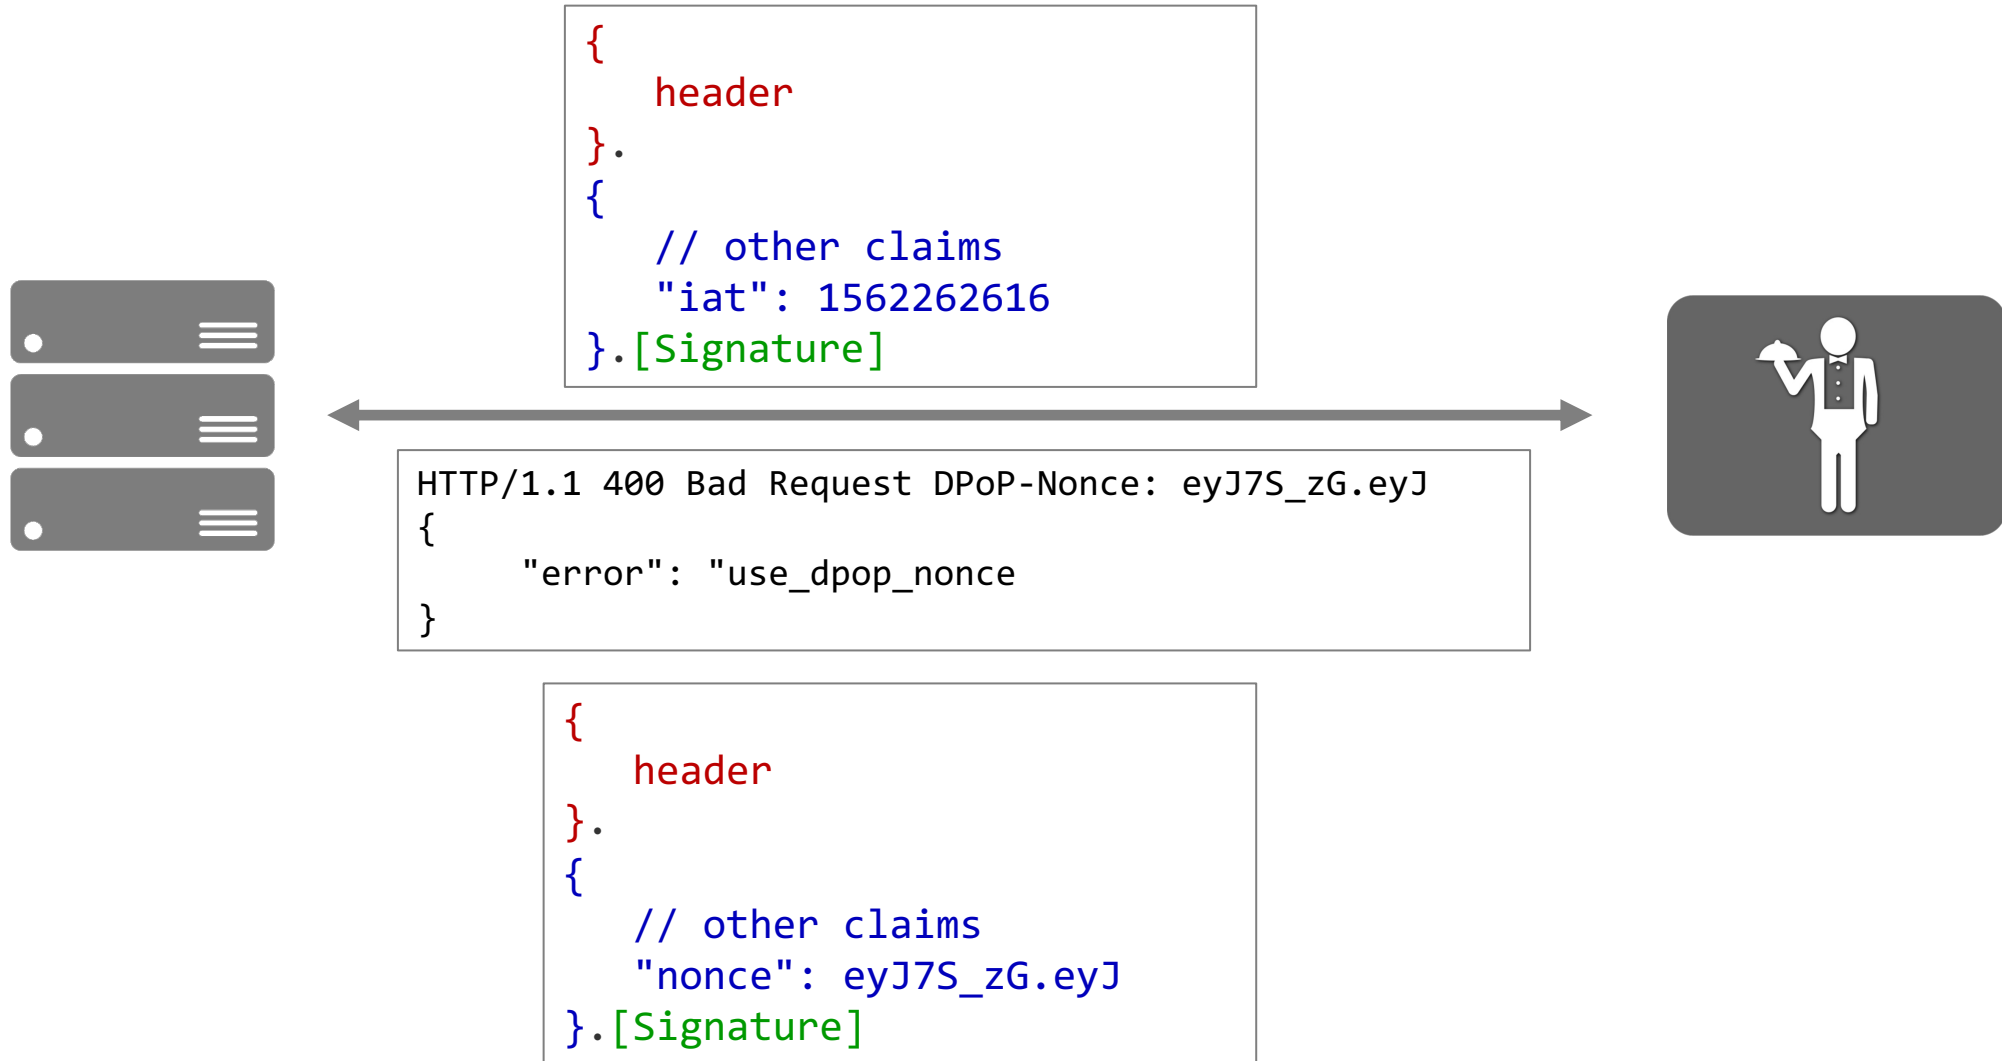 {
header
}.
{
// other claims
"iat": 1562262616
}.[Signature]
HTTP/1.1 400 Bad Request DPoP-Nonce: eyJ7S_zG.eyJ
{
"error": "use_dpop_nonce
}
{
header
}.
{
// other claims
"nonce": eyJ7S_zG.eyJ
}.[Signature]